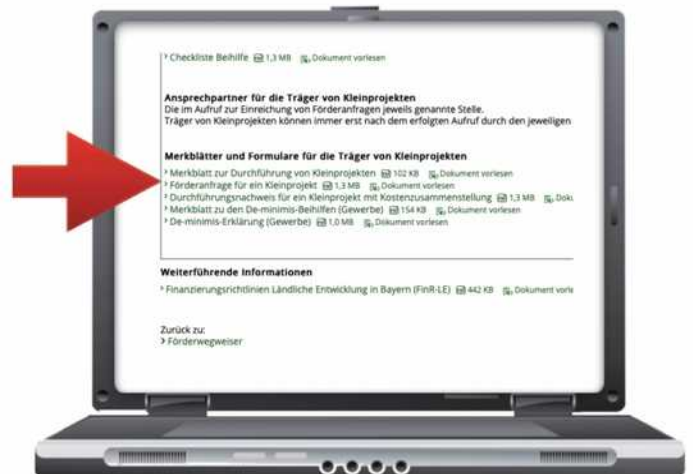 > Checkliste Beihilfe 1,3 MB Dokument vorlesen
Ansprechpartner für die Träger von Kleinprojekten
Die im Aufruf zur Einreichung von Förderanfragen jeweils genannte Stelle.
Träger von Kleinprojekten können immer erst nach dem erfolgten Aufruf durch den jeweiligen
Merkblätter und Formulare für die Träger von Kleinprojekten
> Merkblatt zur Durchführung von Kleinprojekten 102 KB Dokument vorlesen
> Förderanfrage für ein Kleinprojekt 1,3 MB Dokument vorlesen
> Durchführungsnachweis für ein Kleinprojekt mit Kostenzusammenstellung 1,3 MB Doku
> Merkblatt zu den De-minimis-Beihilfen (Gewerbe) 154 KB Dokument vorlesen
> De-minimis-Erklärung (Gewerbe) 1,0 MB Dokument vorlesen
Weiterführende Informationen
> Finanzierungsrichtlinien Ländliche Entwicklung in Bayern (FinR-LE) 442 KB Dokument vorle
Zurück zu:
> Förderwegweiser